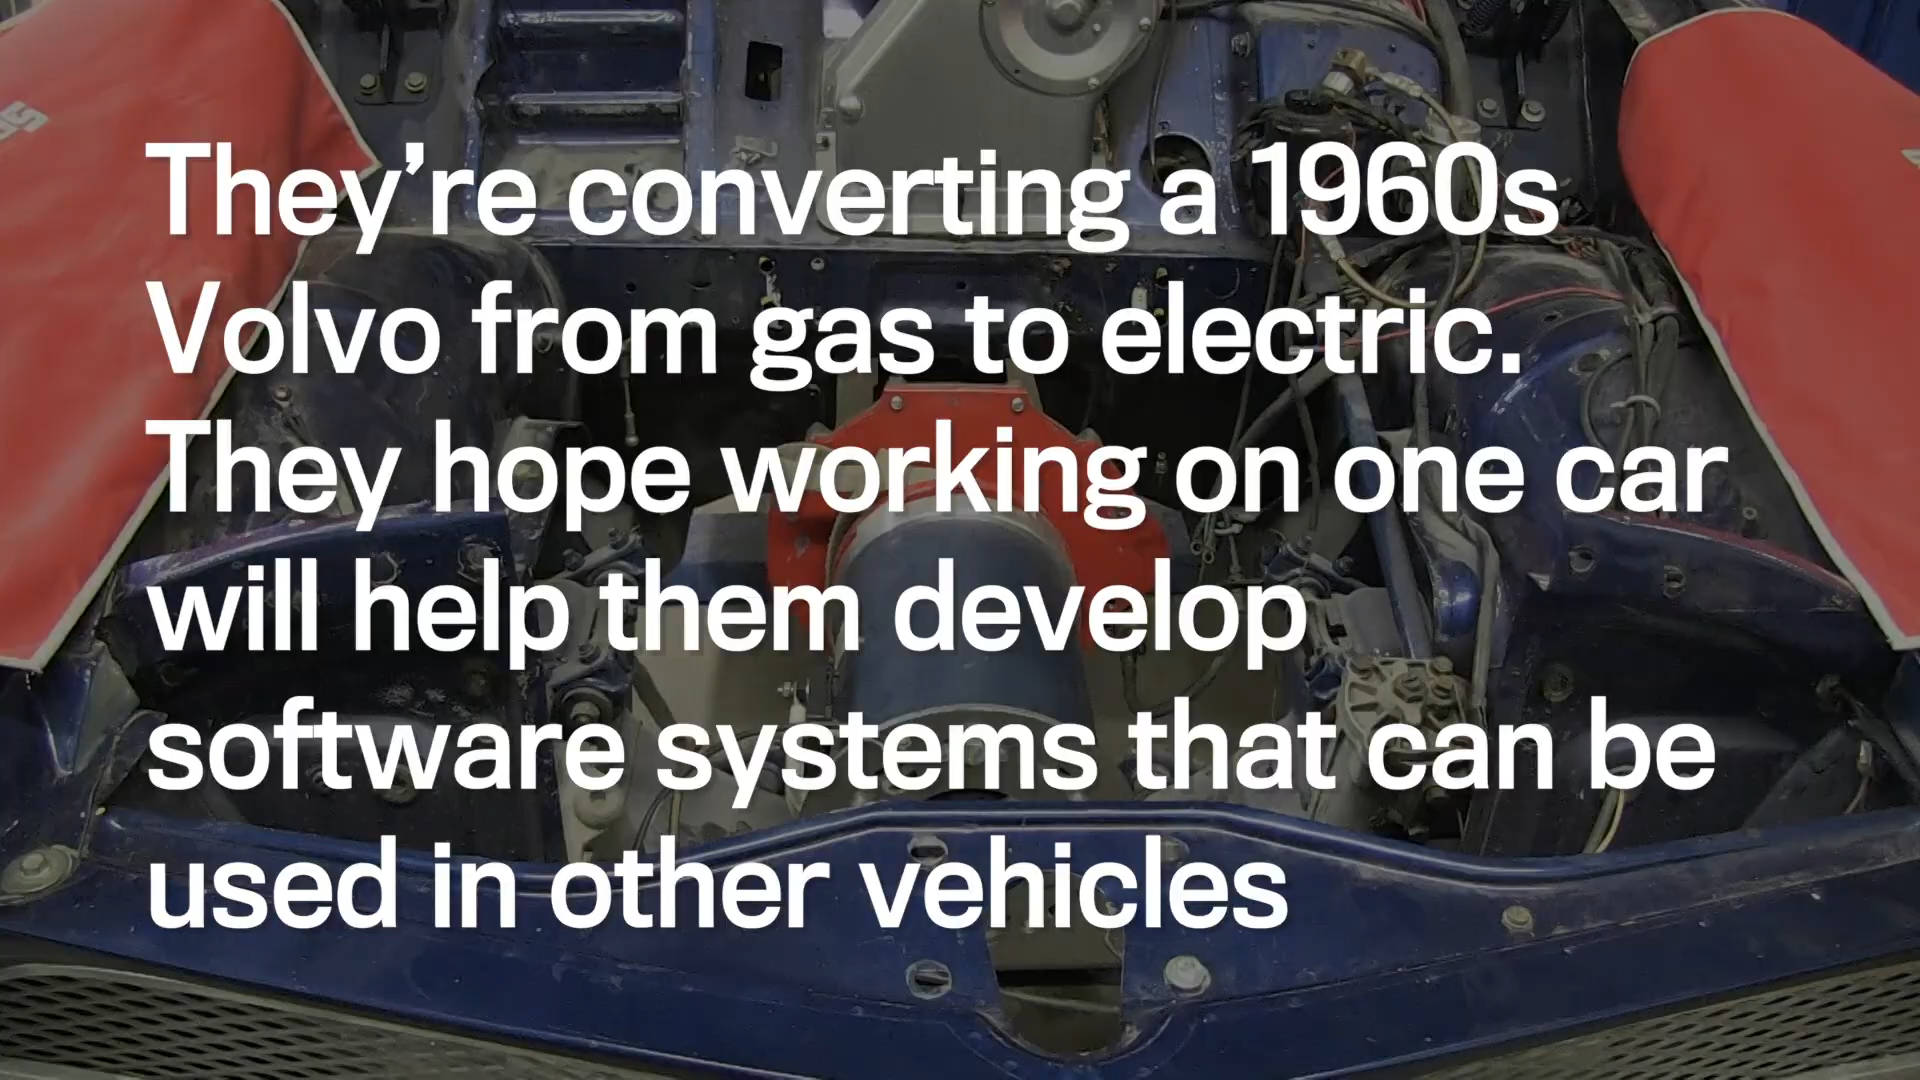 They’re converting a 1960s
Volvo from gas to electric.
They hope working on one car
will help them develop
software systems that can be
used in other vehicles